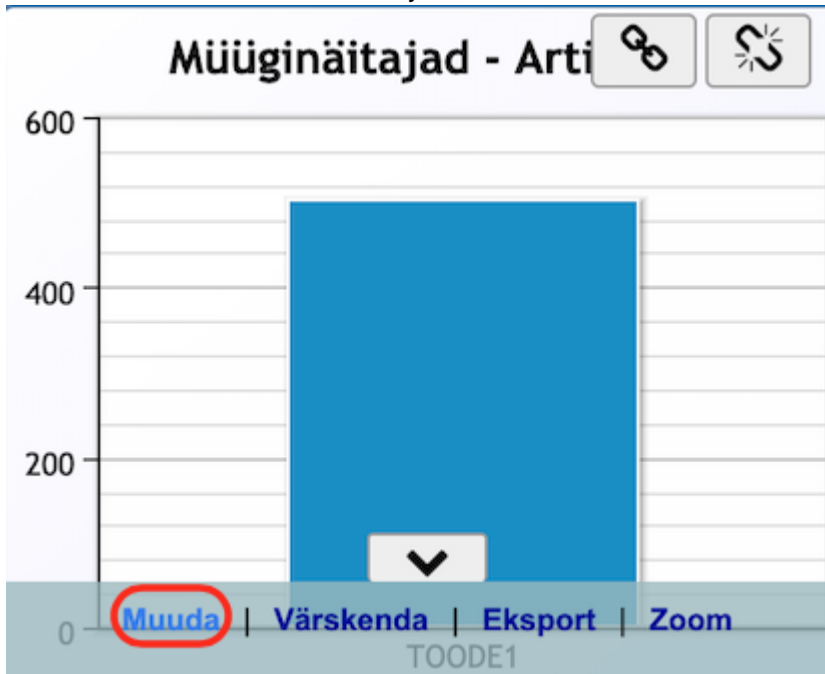 Müüginäitajad - Arti
600
400
200
0
Muuda | Värskenda | Eksport | Zoom
TOODE1